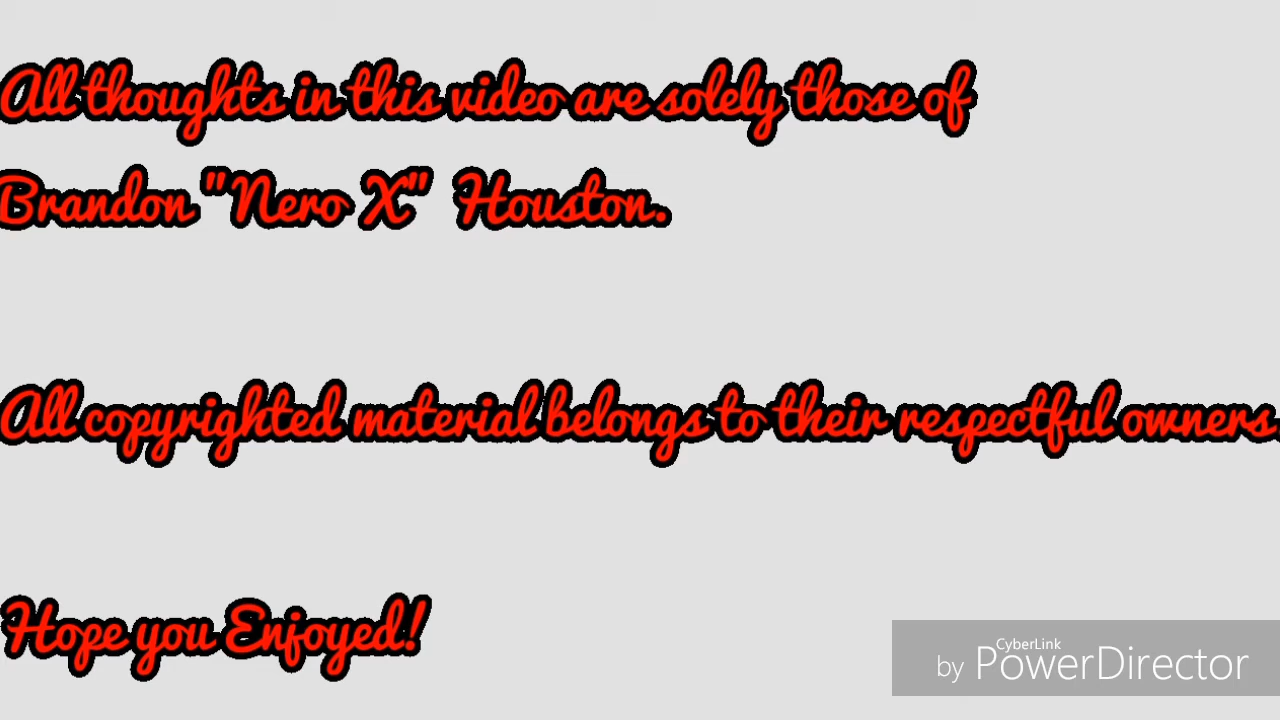 All thoughts in this video are solely those of
Brandon "Nero X" Houston.
All copyrighted material belongs to their respectful owners
Hope you Enjoyed!
by CyberLink PowerDirector